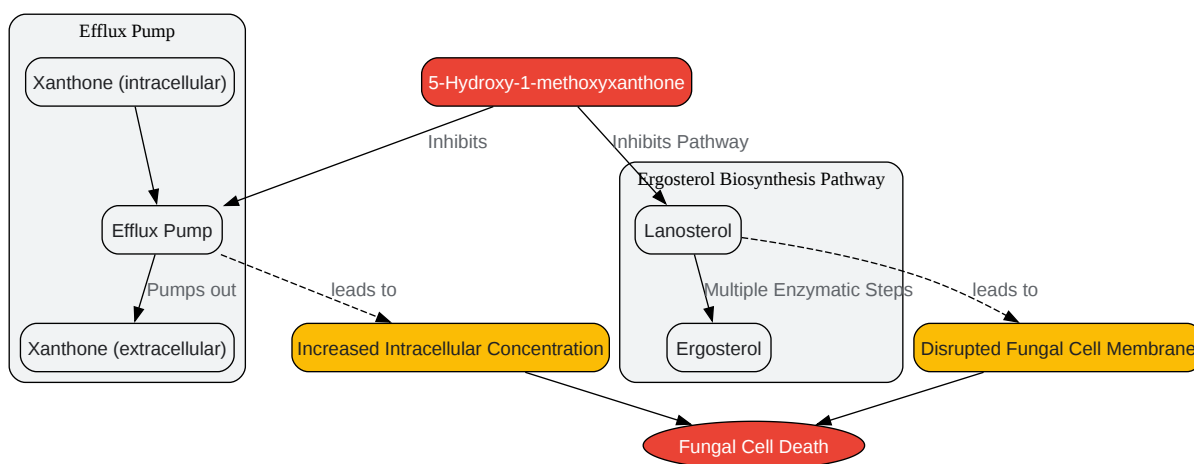 Efflux Pump
Xanthone (intracellular)
5-Hydroxy-1-methoxyxanthone
Inhibits
Inhibits Pathway
Ergosterol Biosynthesis Pathway
Efflux Pump
Lanosterol
Pumps out
leads to
Multiple Enzymatic Steps
leads to
Xanthone (extracellular)
Increased Intracellular Concentration
Ergosterol
Disrupted Fungal Cell Membrane
Fungal Cell Death